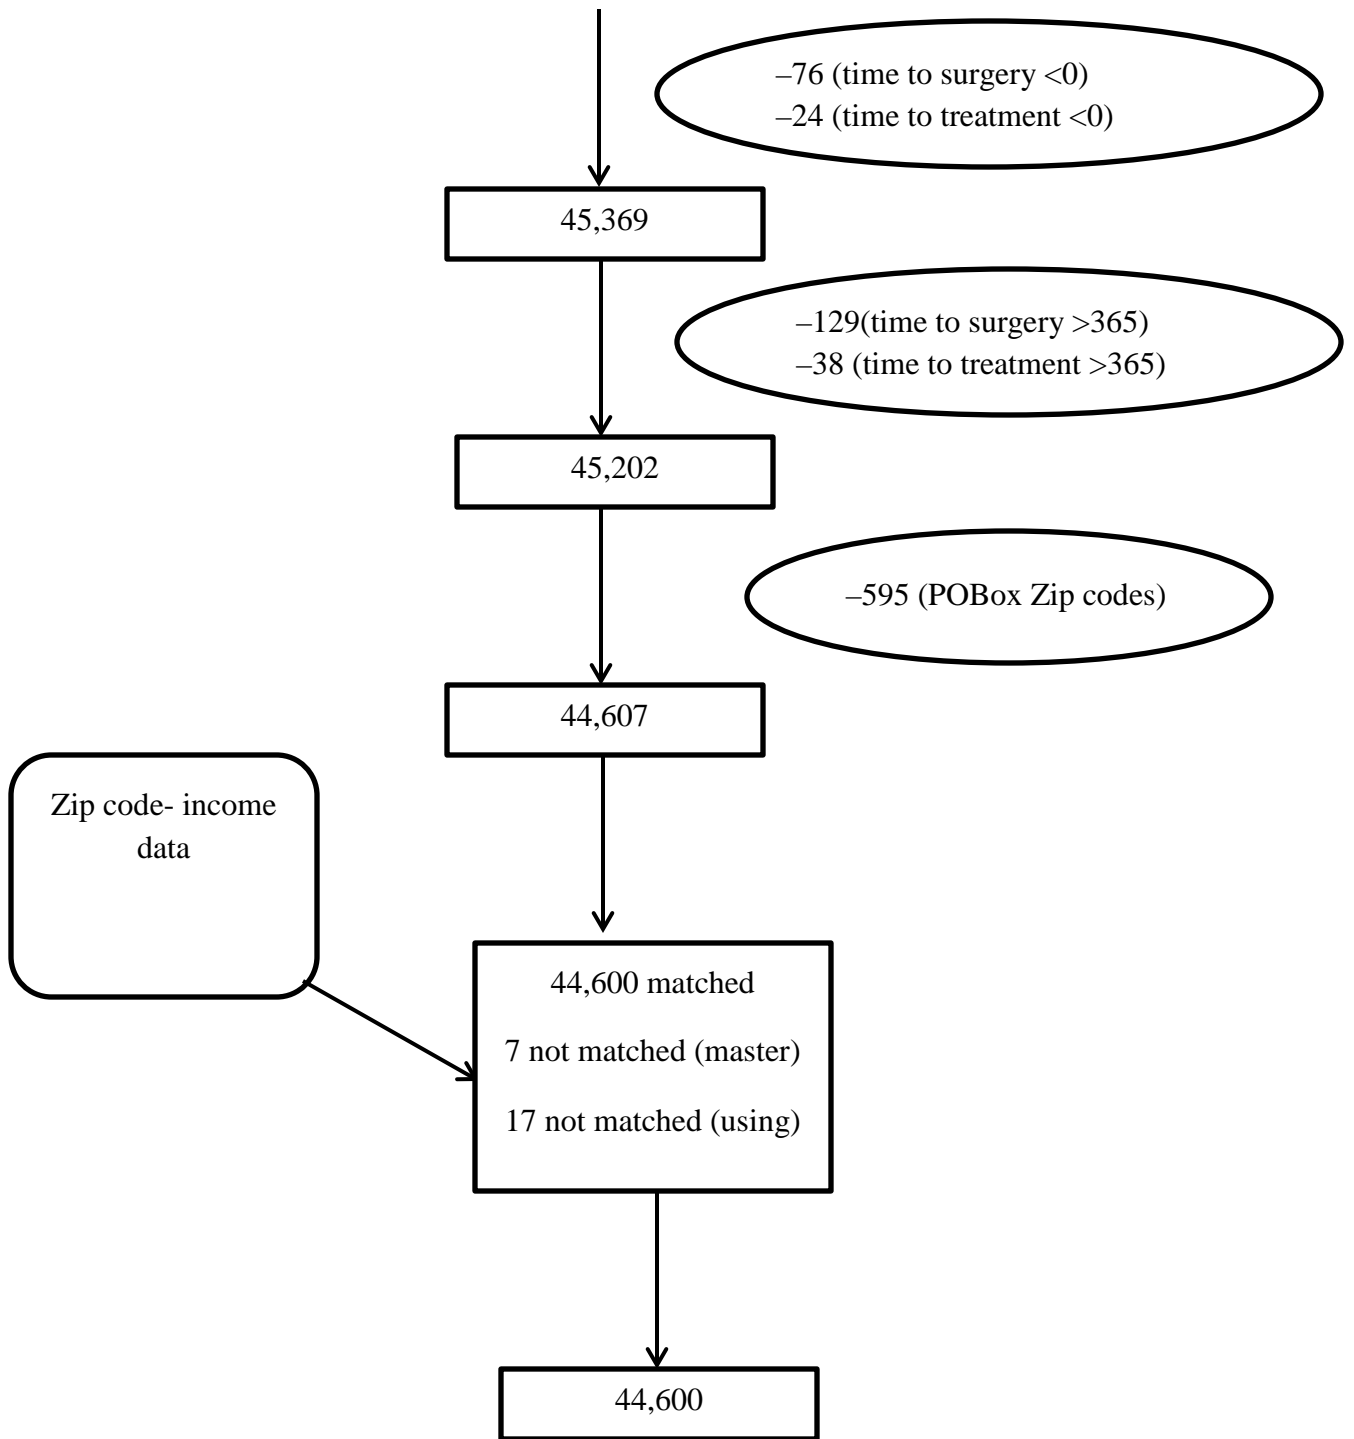 –76 (time to surgery <0)
–24 (time to treatment <0)
45,369
–129(time to surgery >365)
–38 (time to treatment >365)
45,202
–595 (POBox Zip codes)
44,607
Zip code- income
data
44,600 matched
7 not matched (master)
17 not matched (using)
44,600